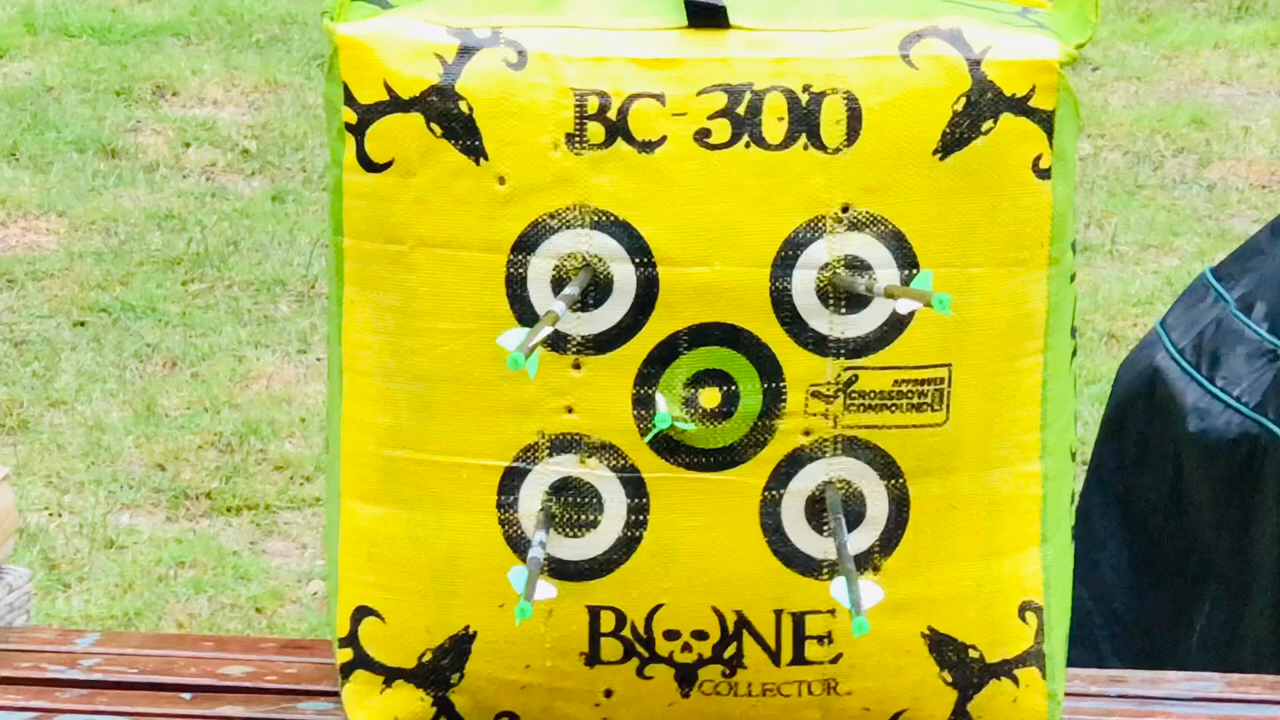 BC-300
APPROVED
CROSSBOW
COMPOUND
BONE
COLLECTOR